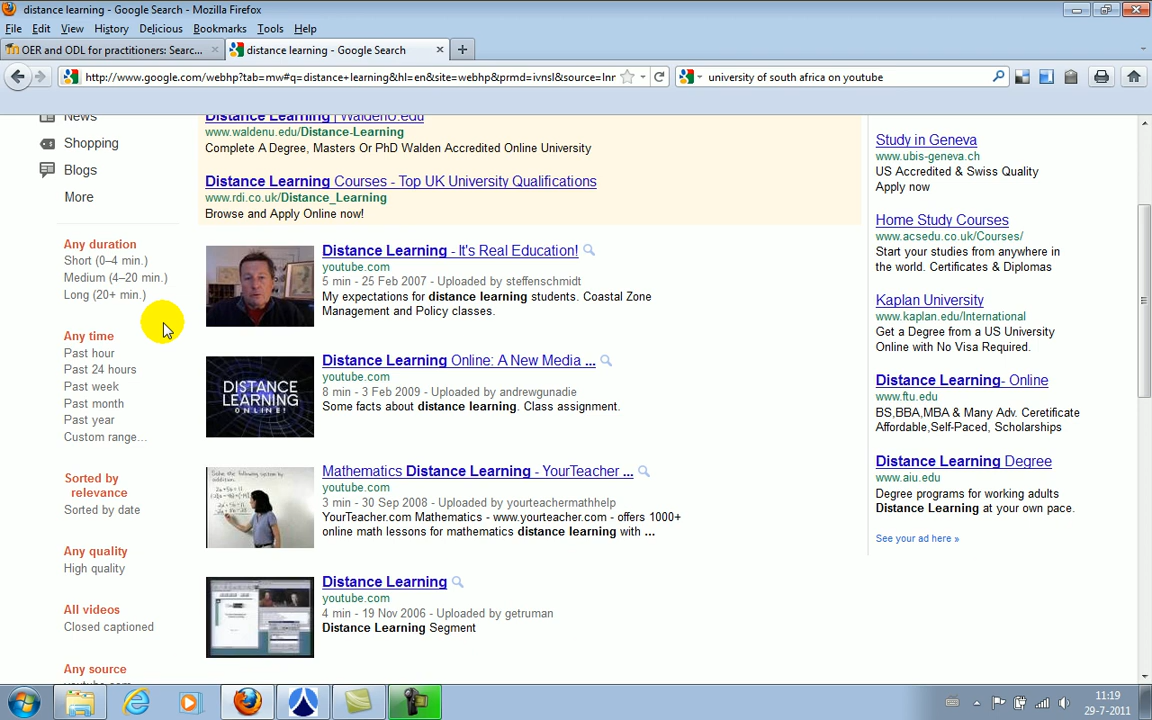 distance learning - Google Search - Mozilla Firefox
File Edit View History Delicious Bookmarks Tools Help
OER and ODL for practitioners: Searc...
distance learning - Google Search
http://www.google.com/webhp?tab=mw#q=distance+learning&hl=en&site=webhp&prmd=ivnsl&source=lnr
university of south africa on youtube
News
Shopping
Blogs
More
Any duration
Short (0–4 min.)
Medium (4–20 min.)
Long (20+ min.)
Any time
Past hour
Past 24 hours
Past week
Past month
Past year
Custom range...
Sorted by
relevance
Sorted by date
Any quality
High quality
All videos
Closed captioned
Any source
Distance Learning | WaldenU.edu
www.waldenu.edu/Distance-Learning
Complete A Degree, Masters Or PhD Walden Accredited Online University
Distance Learning Courses - Top UK University Qualifications
www.rdi.co.uk/Distance_Learning
Browse and Apply Online now!
Distance Learning - It's Real Education!
youtube.com
5 min - 25 Feb 2007 - Uploaded by steffenschmidt
My expectations for distance learning students. Coastal Zone
Management and Policy classes.
DISTANCE
LEARNING
ONLINE!
Distance Learning Online: A New Media ...
youtube.com
8 min - 3 Feb 2009 - Uploaded by andrewgunadie
Some facts about distance learning. Class assignment.
Mathematics Distance Learning - YourTeacher ...
youtube.com
3 min - 30 Sep 2008 - Uploaded by yourteachermathhelp
YourTeacher.com Mathematics - www.yourteacher.com - offers 1000+
online math lessons for mathematics distance learning with ...
Distance Learning
youtube.com
4 min - 19 Nov 2006 - Uploaded by getruman
Distance Learning Segment
Study in Geneva
www.ubis-geneva.ch
US Accredited & Swiss Quality
Apply now
Home Study Courses
www.acsedu.co.uk/Courses/
Start your studies from anywhere in
the world. Certificates & Diplomas
Kaplan University
www.kaplan.edu/International
Get a Degree from a US University
Online with No Visa Required.
Distance Learning- Online
www.ftu.edu
BS,BBA,MBA & Many Adv. Ceretificate
Affordable,Self-Paced, Scholarships
Distance Learning Degree
www.aiu.edu
Degree programs for working adults
Distance Learning at your own pace.
See your ad here »
11:19
29-7-2011